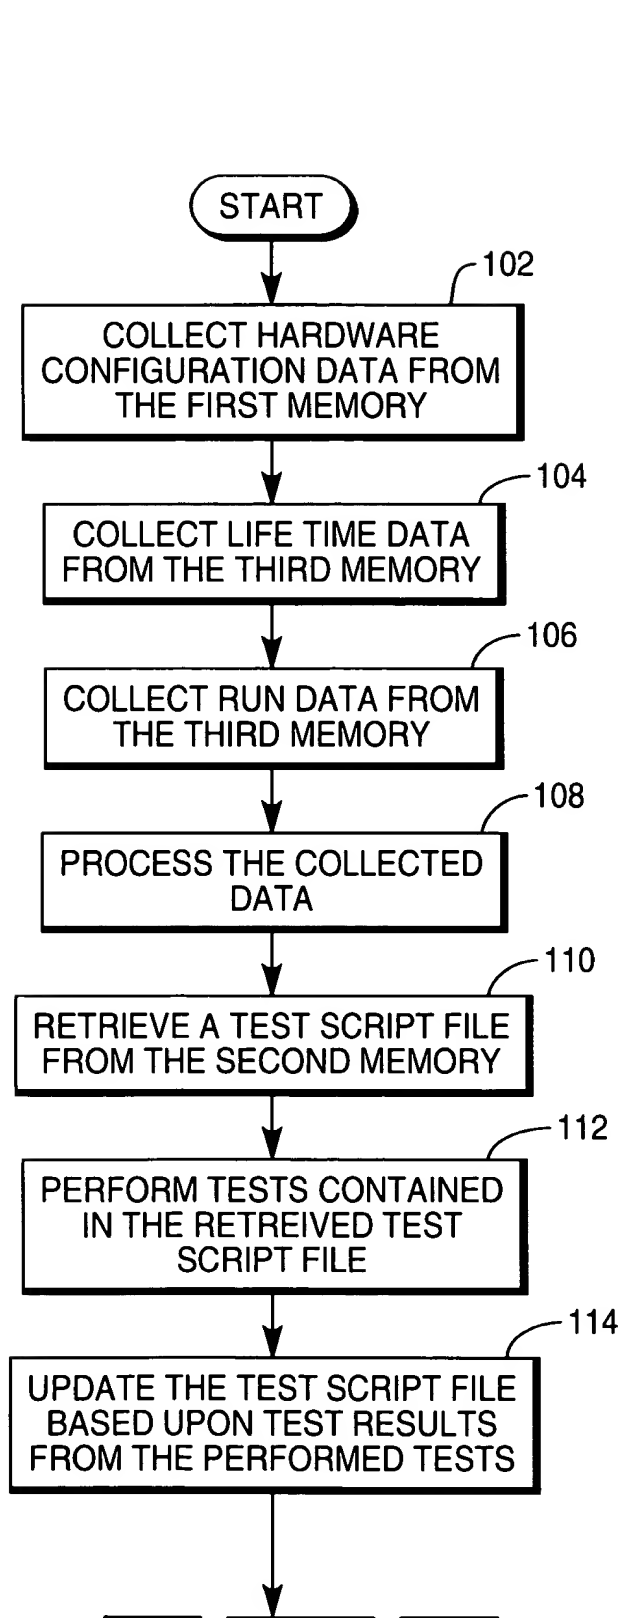 START
102
COLLECT HARDWARE
CONFIGURATION DATA FROM
THE FIRST MEMORY
104
COLLECT LIFE TIME DATA
FROM THE THIRD MEMORY
106
COLLECT RUN DATA FROM
THE THIRD MEMORY
108
PROCESS THE COLLECTED
DATA
110
RETRIEVE A TEST SCRIPT FILE
FROM THE SECOND MEMORY
112
PERFORM TESTS CONTAINED
IN THE RETREIVED TEST
SCRIPT FILE
114
UPDATE THE TEST SCRIPT FILE
BASED UPON TEST RESULTS
FROM THE PERFORMED TESTS